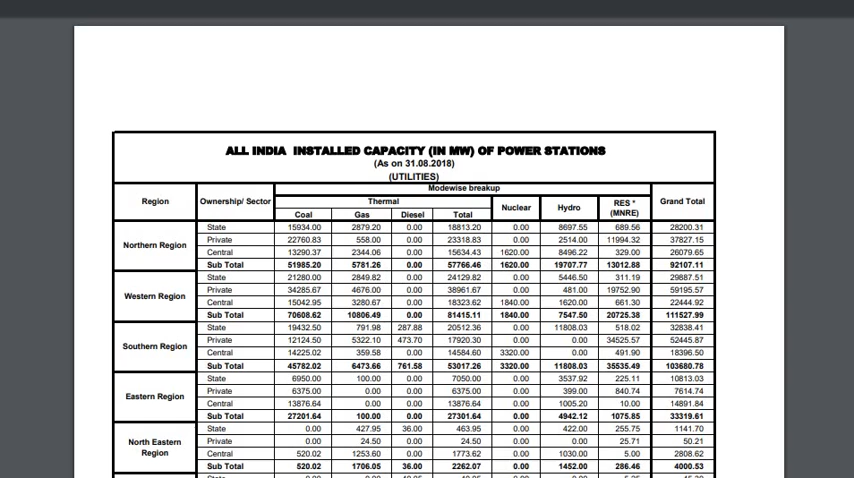 ALL INDIA INSTALLED CAPACITY (IN MW) OF POWER STATIONS
(As on 31.08.2018)
(UTILITIES)
Region Ownership/ Sector Modewise breakup Grand Total
Thermal Nuclear Hydro RES * (MNRE)
Coal Gas Diesel Total
Northern Region
State 15934.00 2879.20 0.00 18813.20 0.00 8697.55 689.56 28200.31
Private 22760.83 558.00 0.00 23318.83 0.00 2514.00 11994.32 37827.15
Central 13290.37 2344.06 0.00 15634.43 1620.00 8496.22 329.00 26079.65
Sub Total 51985.20 5781.26 0.00 57766.46 1620.00 19707.77 13012.88 92107.11
Western Region
State 21280.00 2849.82 0.00 24129.82 0.00 5446.50 311.19 29887.51
Private 34285.67 4676.00 0.00 38961.67 0.00 481.00 19752.90 59195.57
Central 15042.95 3280.67 0.00 18323.62 1840.00 1620.00 661.30 22444.92
Sub Total 70608.62 10806.49 0.00 81415.11 1840.00 7547.50 20725.38 111527.99
Southern Region
State 19432.50 791.98 287.88 20512.36 0.00 11808.03 518.02 32838.41
Private 12124.50 5322.10 473.70 17920.30 0.00 0.00 34525.57 52445.87
Central 14225.02 359.58 0.00 14584.60 3320.00 0.00 491.90 18396.50
Sub Total 45782.02 6473.66 761.58 53017.26 3320.00 11808.03 35535.49 103680.78
Eastern Region
State 6950.00 100.00 0.00 7050.00 0.00 3537.92 225.11 10813.03
Private 6375.00 0.00 0.00 6375.00 0.00 399.00 840.74 7614.74
Central 13876.64 0.00 0.00 13876.64 0.00 1005.20 10.00 14891.84
Sub Total 27201.64 100.00 0.00 27301.64 0.00 4942.12 1075.85 33319.61
North Eastern Region
State 0.00 427.95 36.00 463.95 0.00 422.00 255.75 1141.70
Private 0.00 24.50 0.00 24.50 0.00 0.00 25.71 50.21
Central 520.02 1253.60 0.00 1773.62 0.00 1030.00 5.00 2808.62
Sub Total 520.02 1706.05 36.00 2262.07 0.00 1452.00 286.46 4000.53